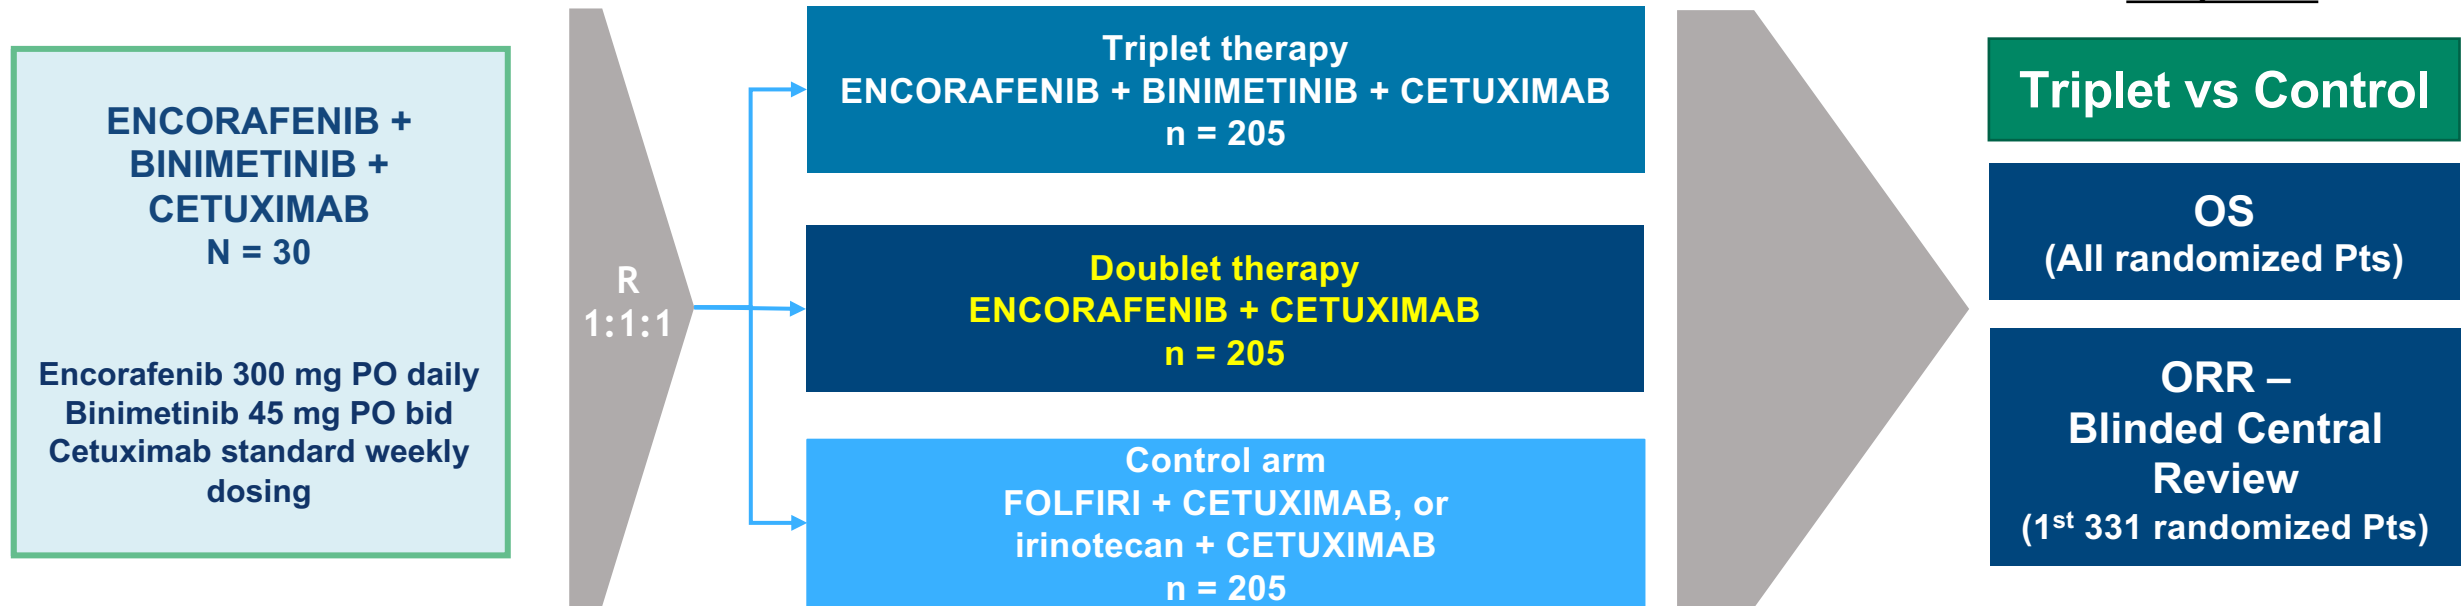 ENCORAFENIB +
BINIMETINIB +
CETUXIMAB
N = 30
Encorafenib 300 mg PO daily
Binimetinib 45 mg PO bid
Cetuximab standard weekly
dosing
R
1:1:1
Triplet therapy
ENCORAFENIB + BINIMETINIB + CETUXIMAB
n = 205
Doublet therapy
ENCORAFENIB + CETUXIMAB
n = 205
Control arm
FOLFIRI + CETUXIMAB, or
irinotecan + CETUXIMAB
n = 205
Triplet vs Control
OS
(All randomized Pts)
ORR –
Blinded Central
Review
(1st 331 randomized Pts)